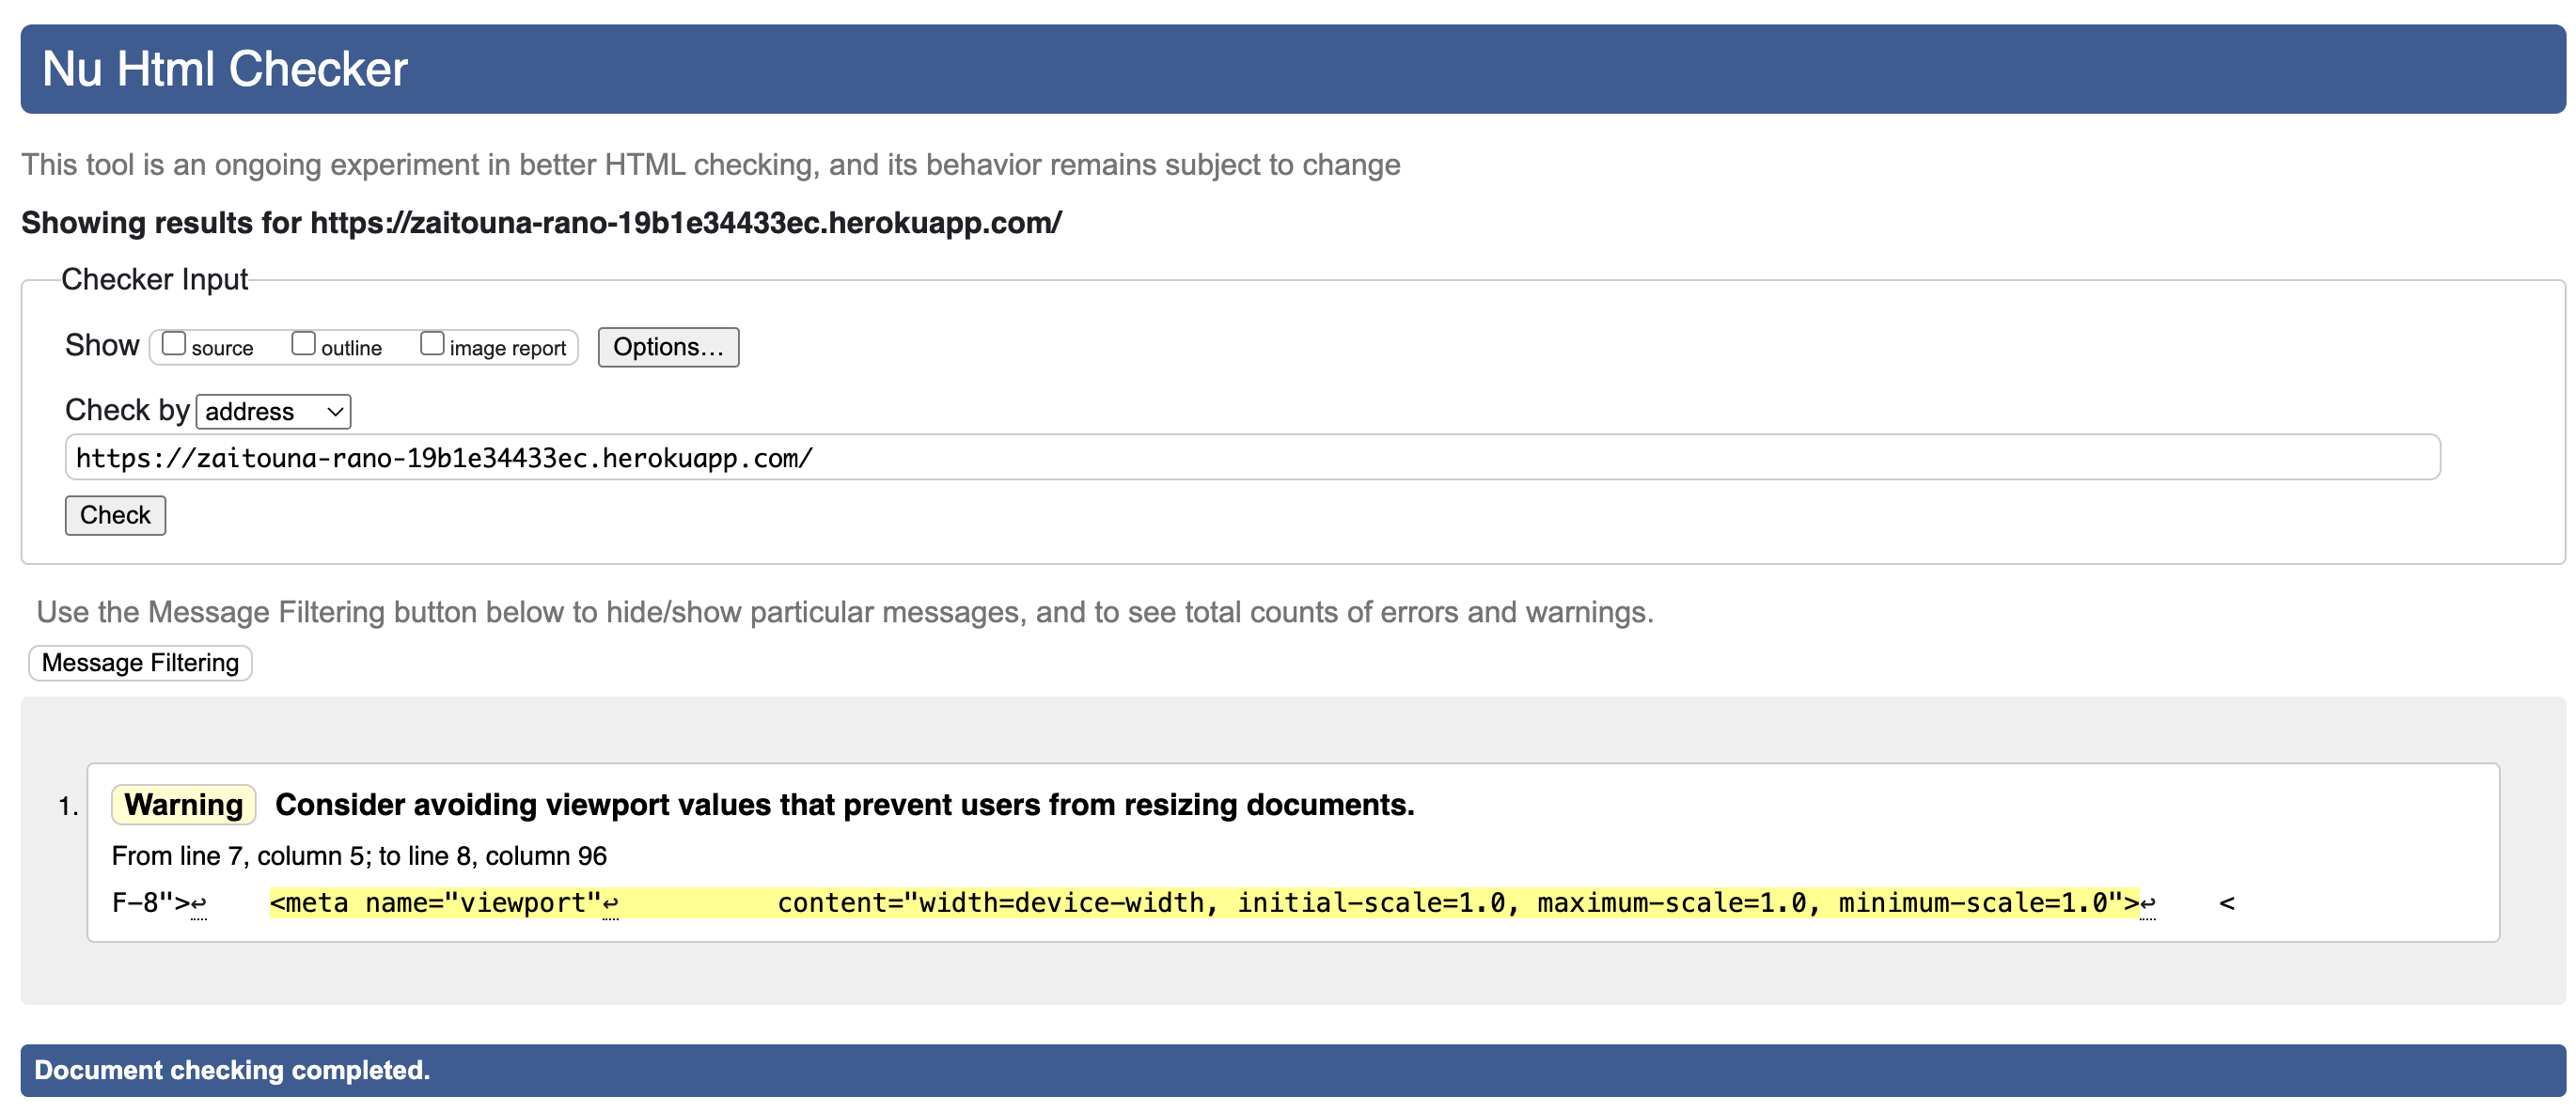 Nu Html Checker
This tool is an ongoing experiment in better HTML checking, and its behavior remains subject to change
Showing results for https://zaitouna-rano-19b1e34433ec.herokuapp.com/
Checker Input
Show source outline image report Options...
Check by address
https://zaitouna-rano-19b1e34433ec.herokuapp.com/
Check
Use the Message Filtering button below to hide/show particular messages, and to see total counts of errors and warnings.
Message Filtering
1. Warning Consider avoiding viewport values that prevent users from resizing documents.
From line 7, column 5; to line 8, column 96
F-8">↩ <meta name="viewport"↩ content="width=device-width, initial-scale=1.0, maximum-scale=1.0, minimum-scale=1.0">↩ <
Document checking completed.